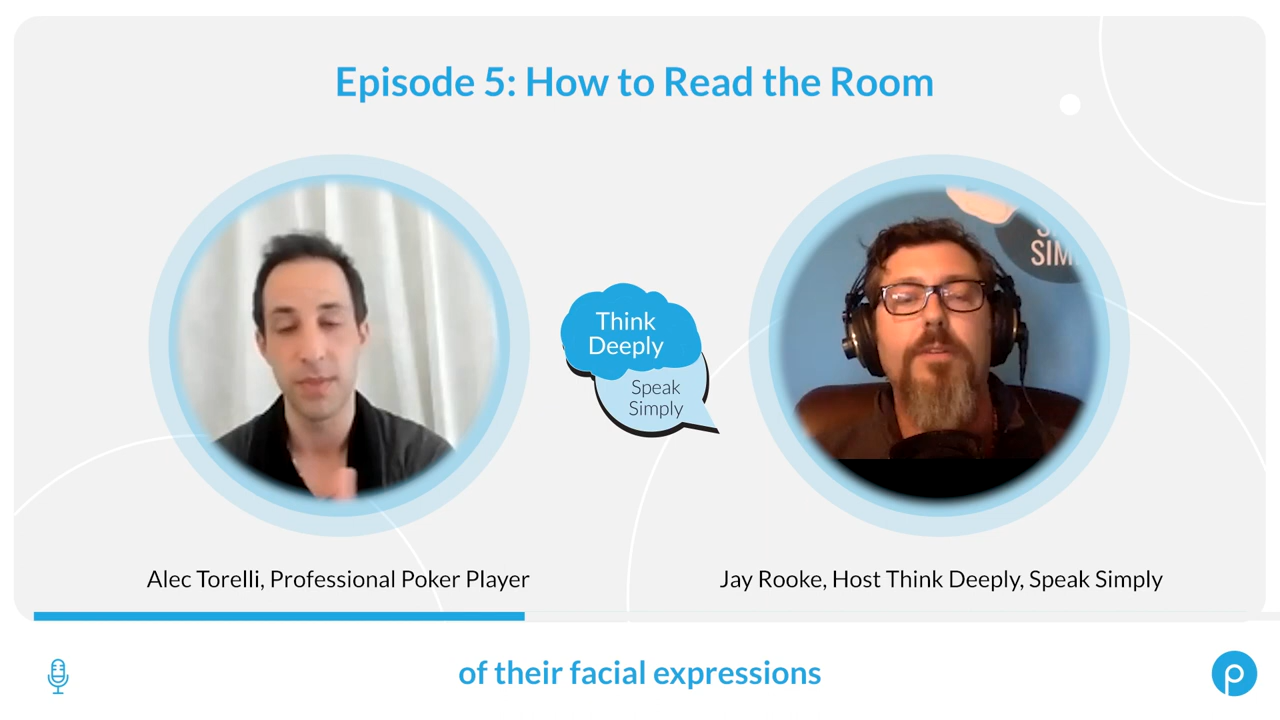 Episode 5: How to Read the Room
SIM
Think
Deeply
Speak
Simply
Alec Torelli, Professional Poker Player
Jay Rooke, Host Think Deeply, Speak Simply
of their facial expressions